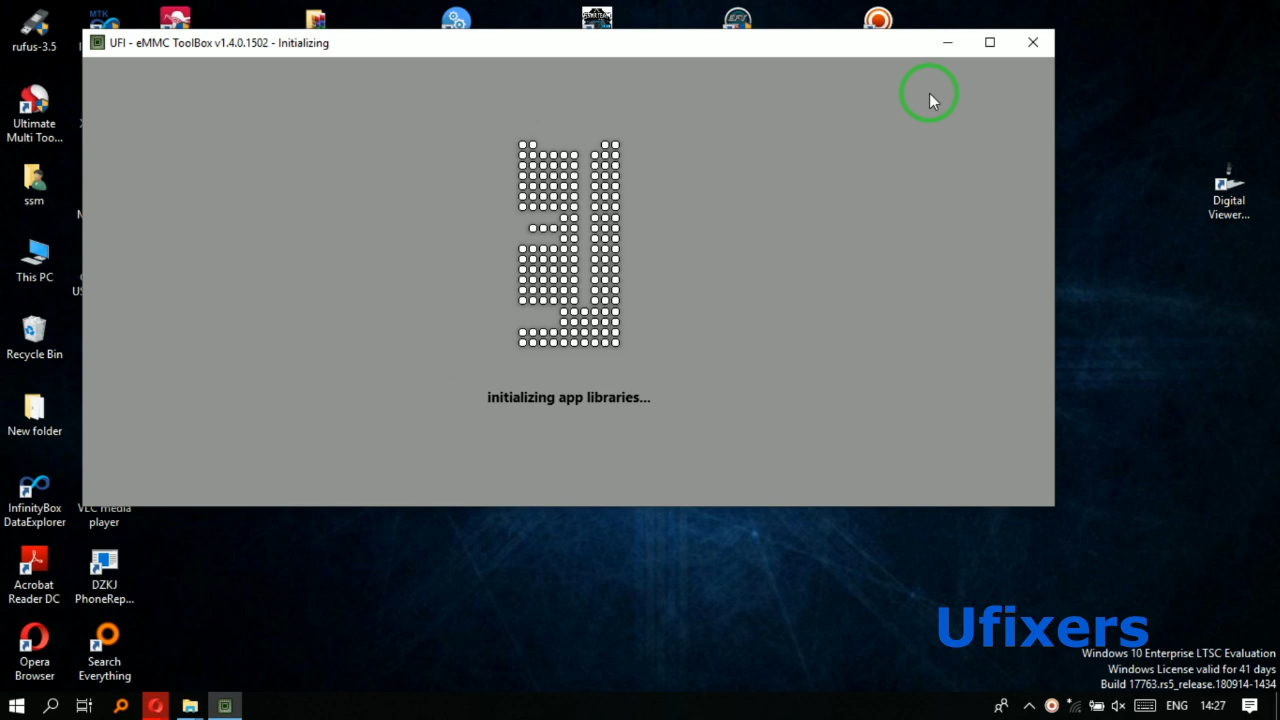 UFI - eMMC ToolBox v1.4.0.1502 - Initializing
initializing app libraries...
rufus-3.5
MTK
EFS
Ultimate
Multi Too...
ssm
This PC
Recycle Bin
New folder
InfinityBox
DataExplorer
VLC media
player
Acrobat
Reader DC
DZKJ
PhoneRep...
Opera
Browser
Search
Everything
Digital
Viewer...
Ufixers
Windows 10 Enterprise LTSC Evaluation
Windows License valid for 41 days
Build 17763.rs5_release.180914-1434
ENG
14:27